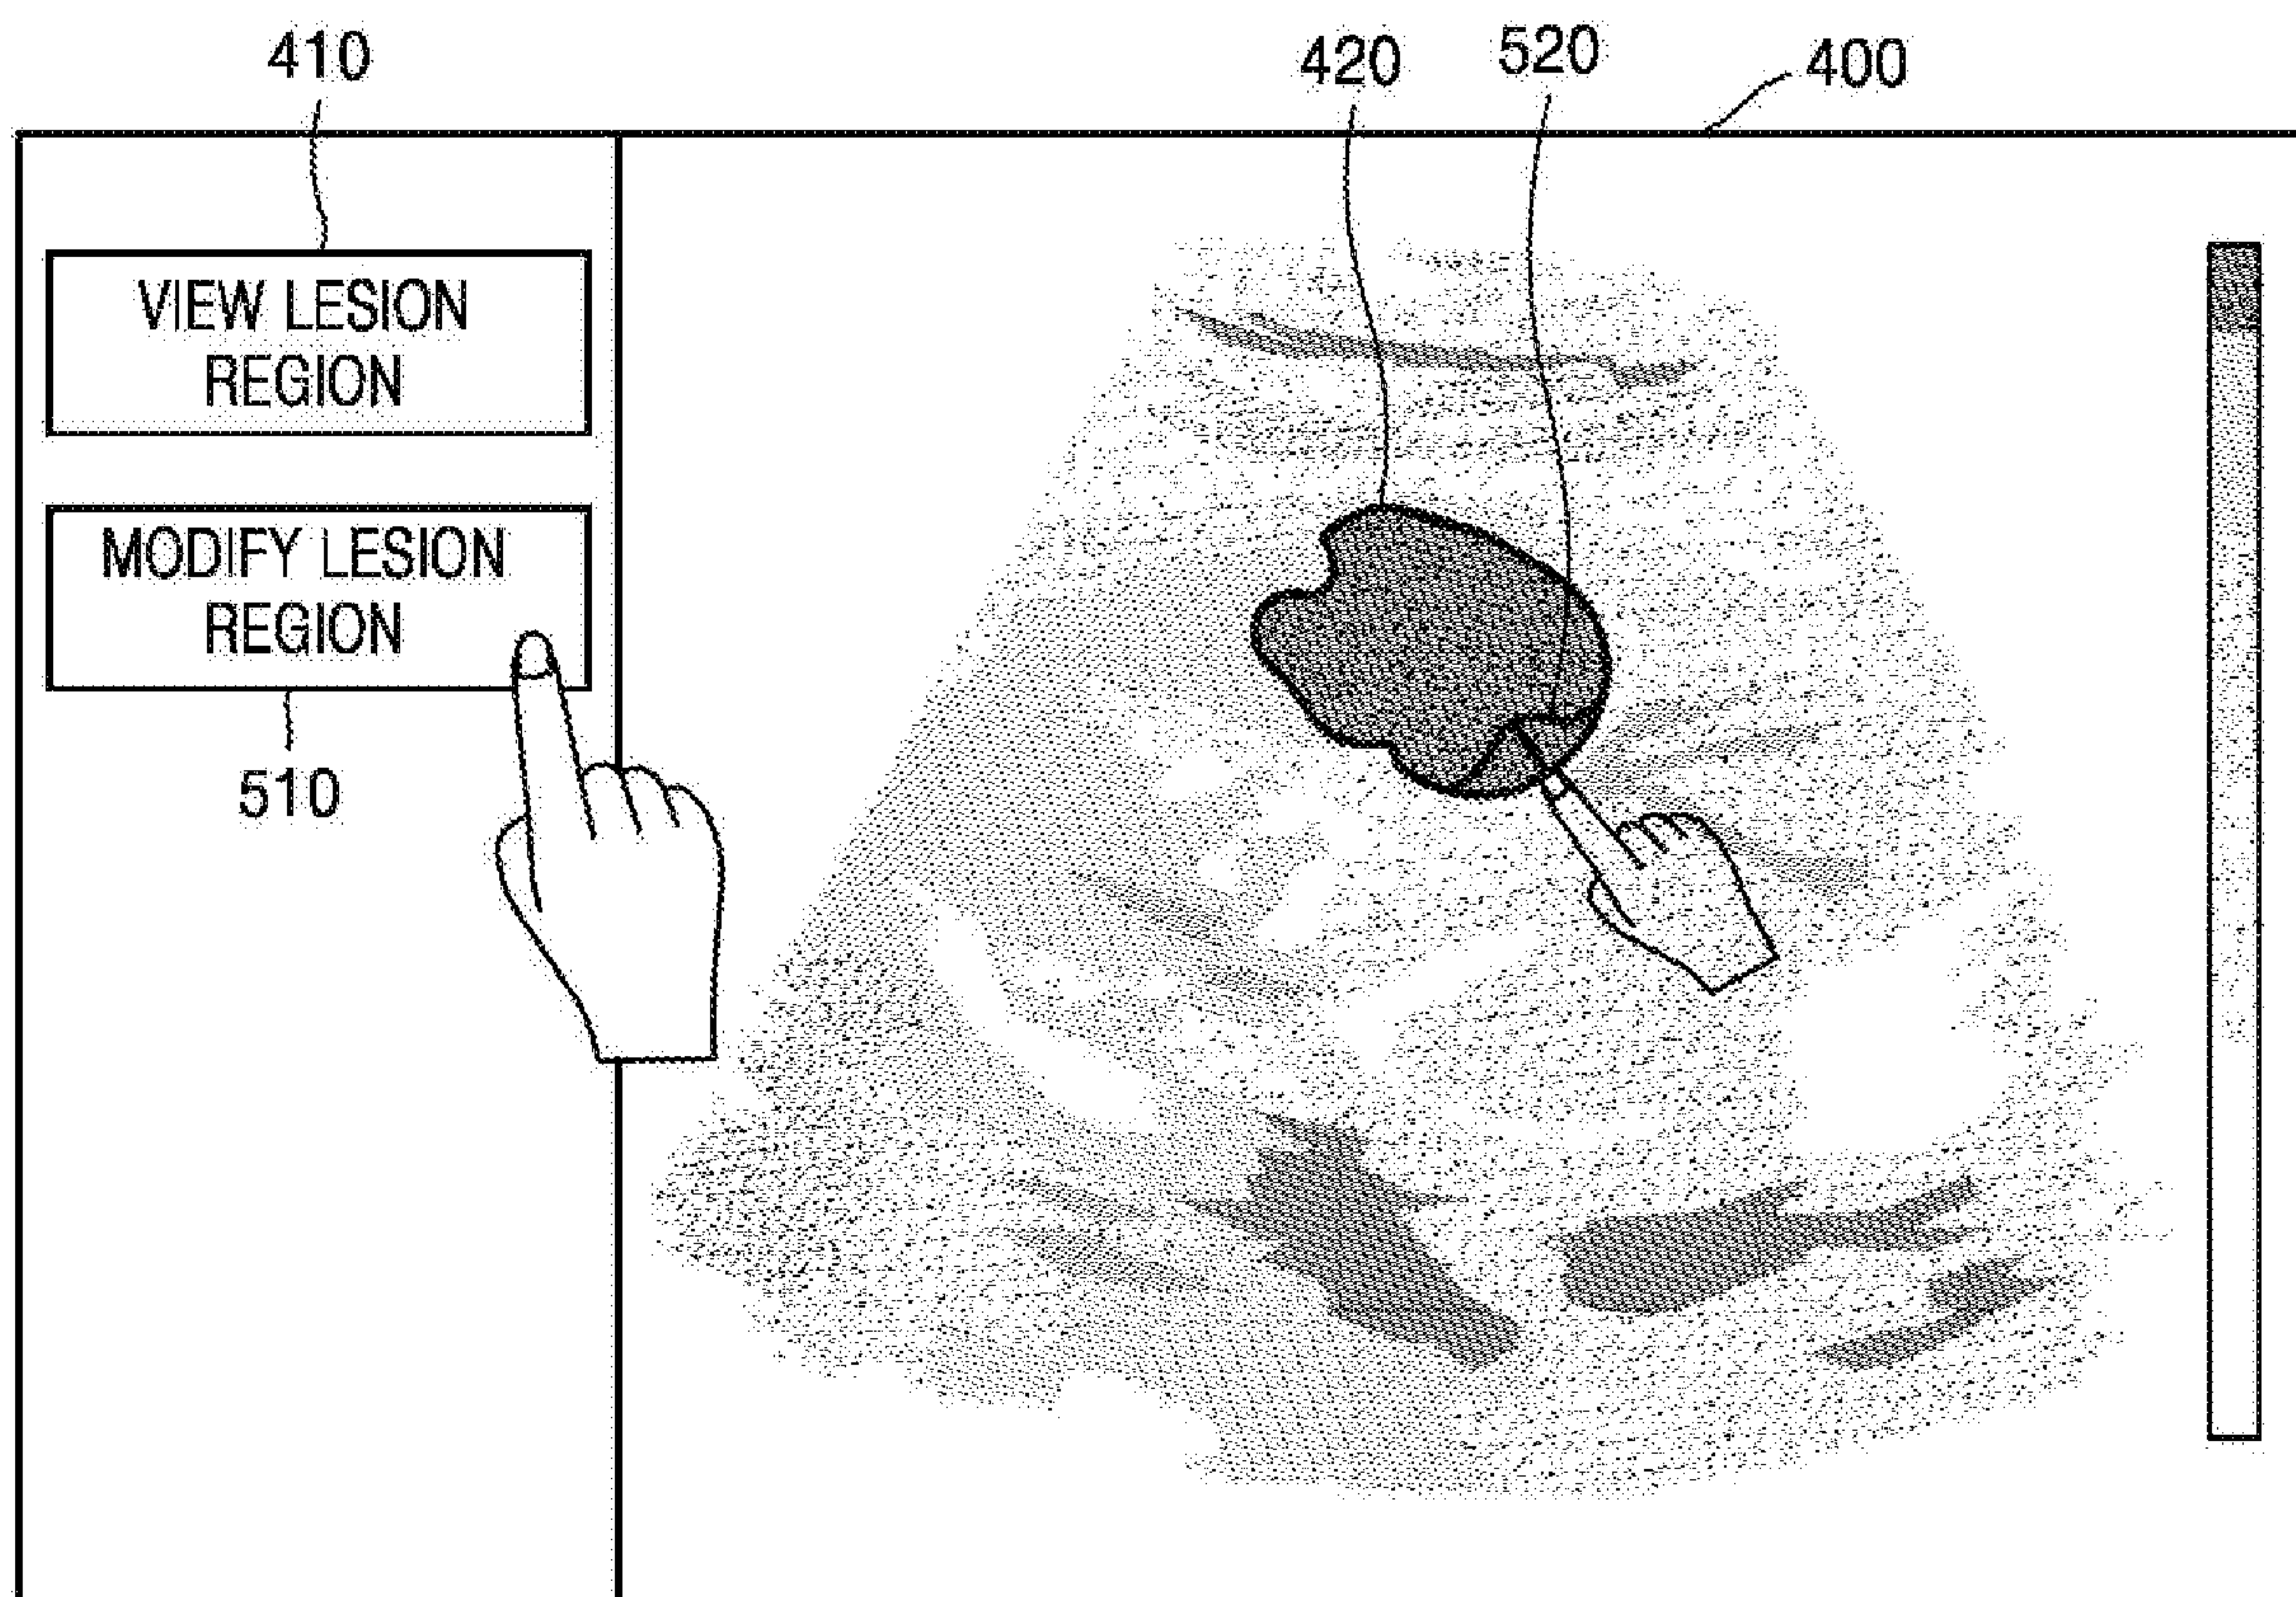 410
420
520
400
VIEW LESION
REGION
MODIFY LESION
REGION
510